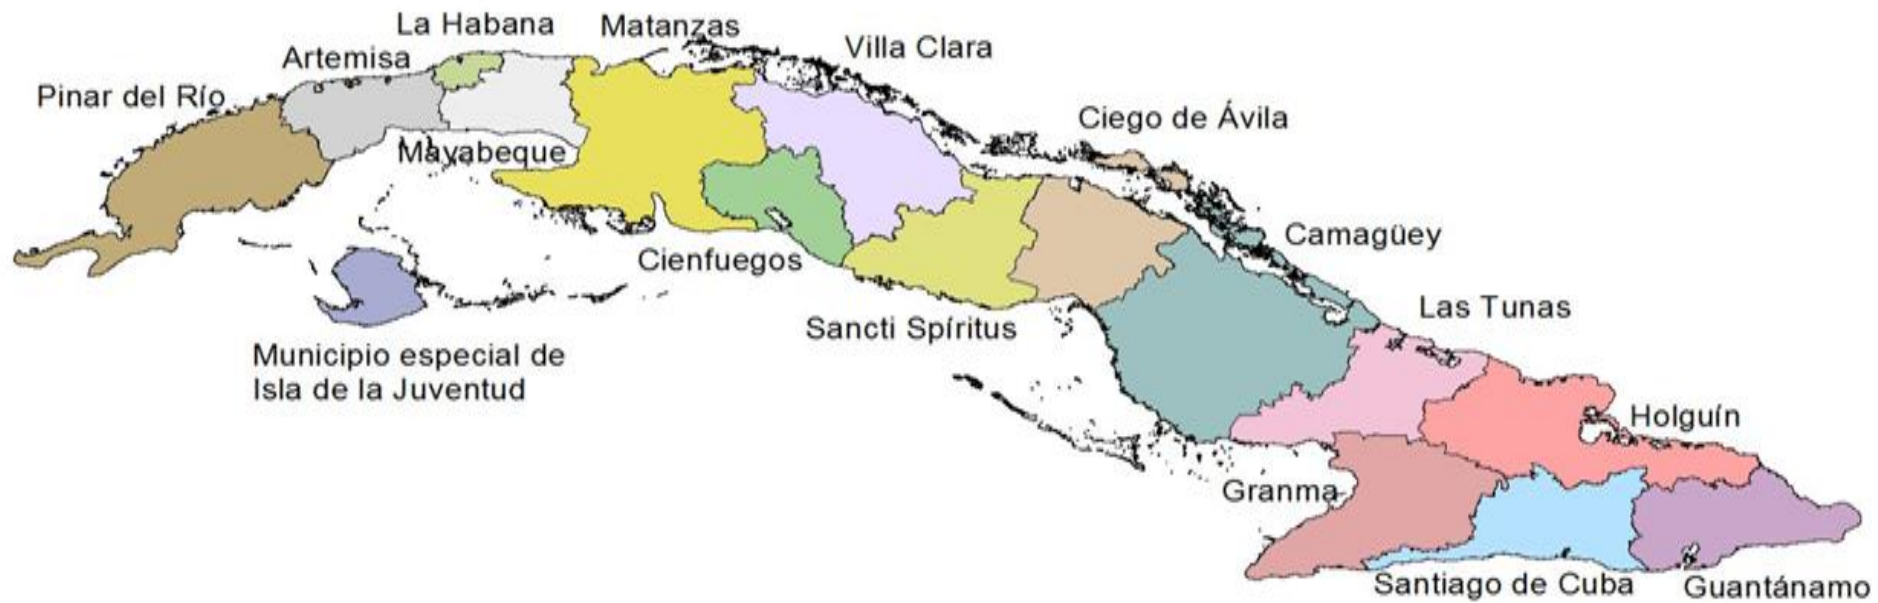 La Habana
Matanzas
Villa Clara
Artemisa
Pinar del Río
Ciego de Ávila
Mayabeque
Camagüey
Cienfuegos
Las Tunas
Sancti Spíritus
Municipio especial de
Isla de la Juventud
Holguín
Granma
Santiago de Cuba
Guantánamo